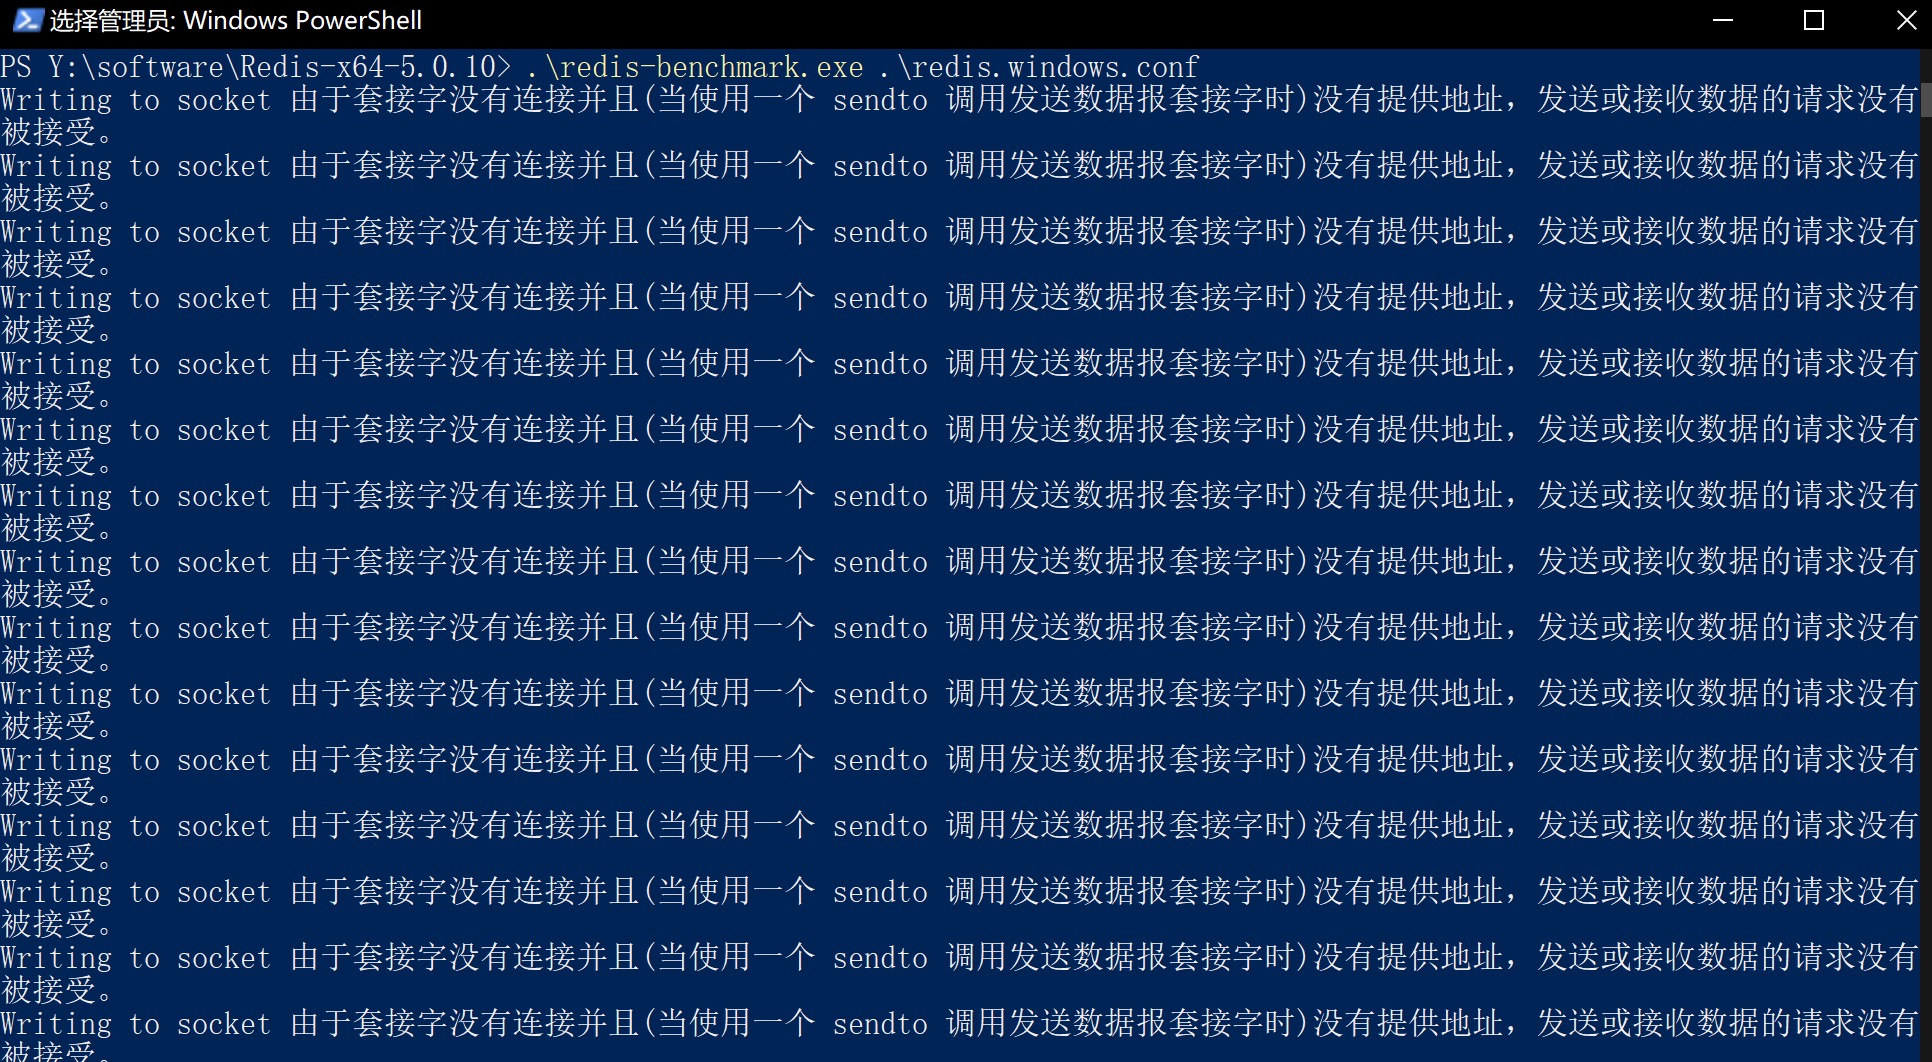 选择管理员: Windows PowerShell
PS Y:\software\Redis-x64-5.0.10> .\redis-benchmark.exe .\redis.windows.conf
Writing to socket 由于套接字没有连接并且(当使用一个 sendto 调用发送数据报套接字时)没有提供地址，发送或接收数据的请求没有
被接受。
Writing to socket 由于套接字没有连接并且(当使用一个 sendto 调用发送数据报套接字时)没有提供地址，发送或接收数据的请求没有
被接受。
Writing to socket 由于套接字没有连接并且(当使用一个 sendto 调用发送数据报套接字时)没有提供地址，发送或接收数据的请求没有
被接受。
Writing to socket 由于套接字没有连接并且(当使用一个 sendto 调用发送数据报套接字时)没有提供地址，发送或接收数据的请求没有
被接受。
Writing to socket 由于套接字没有连接并且(当使用一个 sendto 调用发送数据报套接字时)没有提供地址，发送或接收数据的请求没有
被接受。
Writing to socket 由于套接字没有连接并且(当使用一个 sendto 调用发送数据报套接字时)没有提供地址，发送或接收数据的请求没有
被接受。
Writing to socket 由于套接字没有连接并且(当使用一个 sendto 调用发送数据报套接字时)没有提供地址，发送或接收数据的请求没有
被接受。
Writing to socket 由于套接字没有连接并且(当使用一个 sendto 调用发送数据报套接字时)没有提供地址，发送或接收数据的请求没有
被接受。
Writing to socket 由于套接字没有连接并且(当使用一个 sendto 调用发送数据报套接字时)没有提供地址，发送或接收数据的请求没有
被接受。
Writing to socket 由于套接字没有连接并且(当使用一个 sendto 调用发送数据报套接字时)没有提供地址，发送或接收数据的请求没有
被接受。
Writing to socket 由于套接字没有连接并且(当使用一个 sendto 调用发送数据报套接字时)没有提供地址，发送或接收数据的请求没有
被接受。
Writing to socket 由于套接字没有连接并且(当使用一个 sendto 调用发送数据报套接字时)没有提供地址，发送或接收数据的请求没有
被接受。
Writing to socket 由于套接字没有连接并且(当使用一个 sendto 调用发送数据报套接字时)没有提供地址，发送或接收数据的请求没有
被接受。
Writing to socket 由于套接字没有连接并且(当使用一个 sendto 调用发送数据报套接字时)没有提供地址，发送或接收数据的请求没有
被接受。
Writing to socket 由于套接字没有连接并且(当使用一个 sendto 调用发送数据报套接字时)没有提供地址，发送或接收数据的请求没有
被接受。